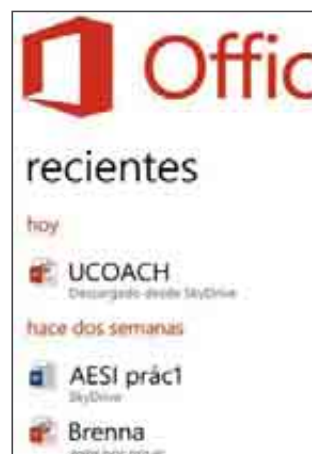 Offic
recientes
hoy
UCOACH
Descargado desde SkyDrive
hace dos semanas
AESI prác1
SkyDrive
Brenna